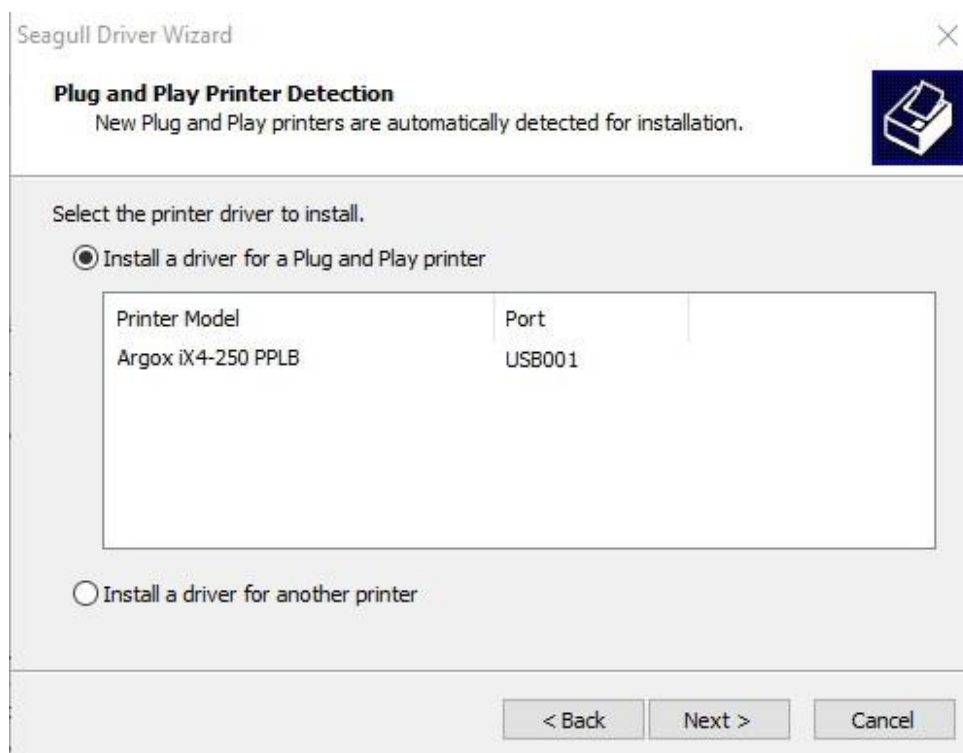 Seagull Driver Wizard
Plug and Play Printer Detection
New Plug and Play printers are automatically detected for installation.
Select the printer driver to install.
Install a driver for a Plug and Play printer
Printer Model Port
Argox iX4-250 PPLB USB001
Install a driver for another printer
< Back Next > Cancel